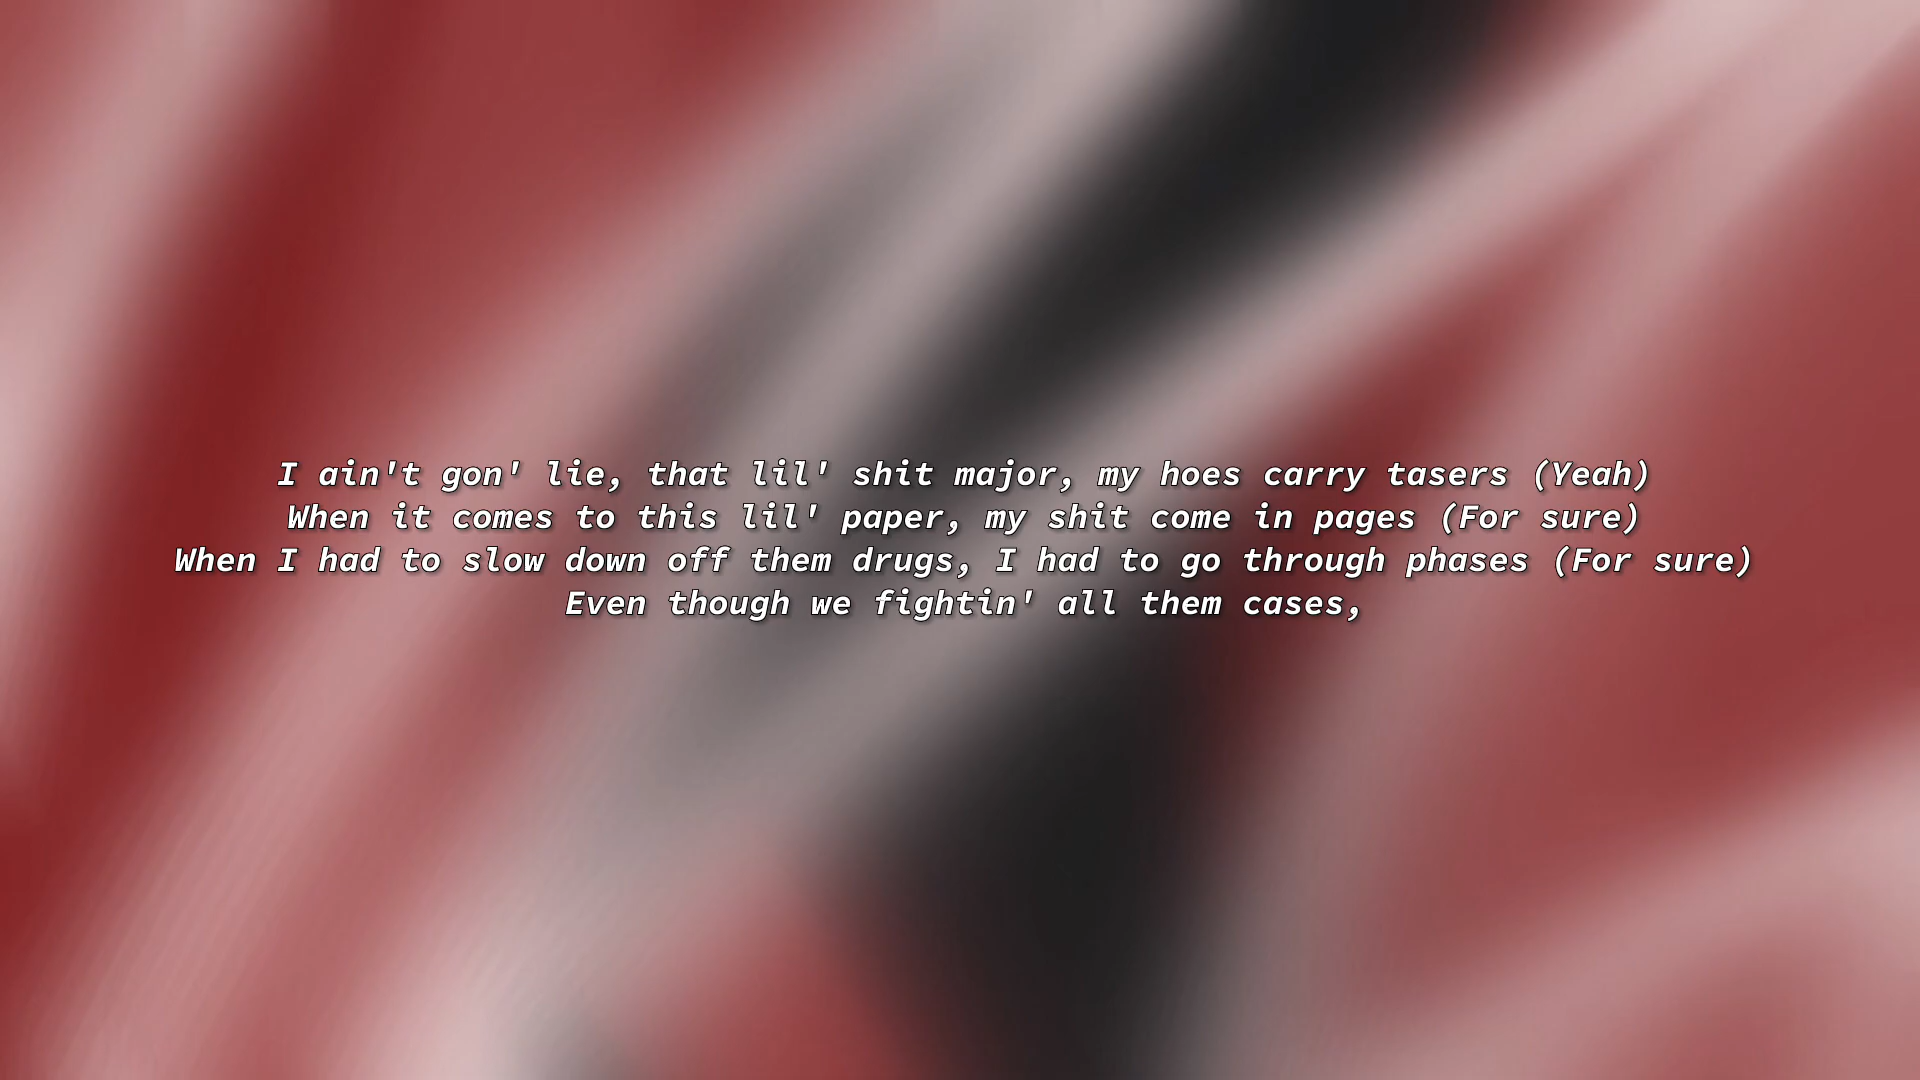 I ain't gon' lie, that lil' shit major, my hoes carry tasers (Yeah)
When it comes to this lil' paper, my shit come in pages (For sure)
When I had to slow down off them drugs, I had to go through phases (For sure)
Even though we fightin' all them cases,